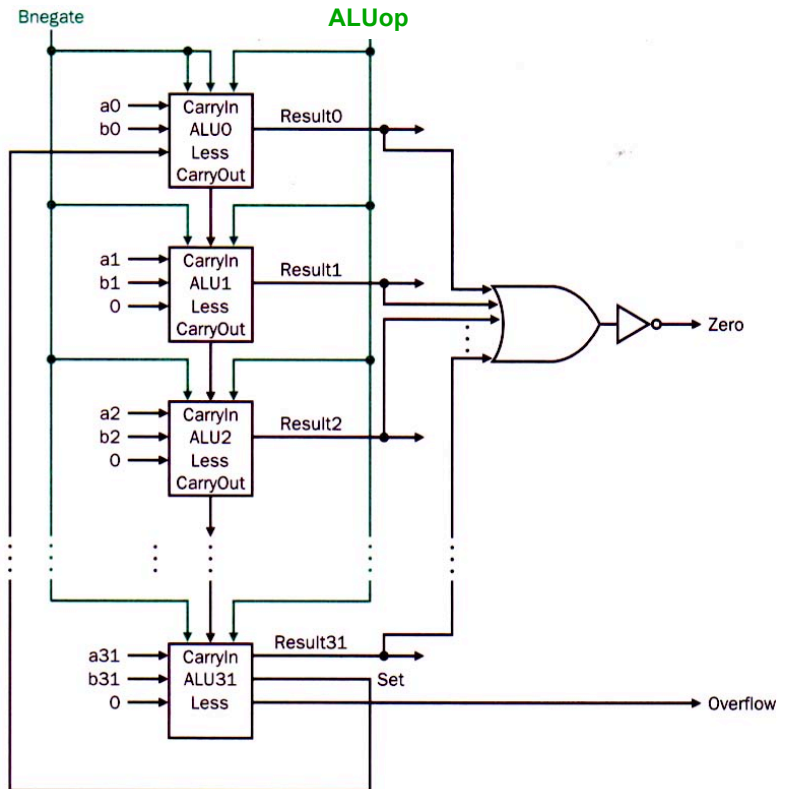 Bnegate
ALUop
a0
b0
CarryIn
ALU0
Less
CarryOut
Result0
a1
b1
0
CarryIn
ALU1
Less
CarryOut
Result1
a2
b2
0
CarryIn
ALU2
Less
CarryOut
Result2
Zero
a31
b31
0
CarryIn
ALU31
Less
Result31
Set
Overflow